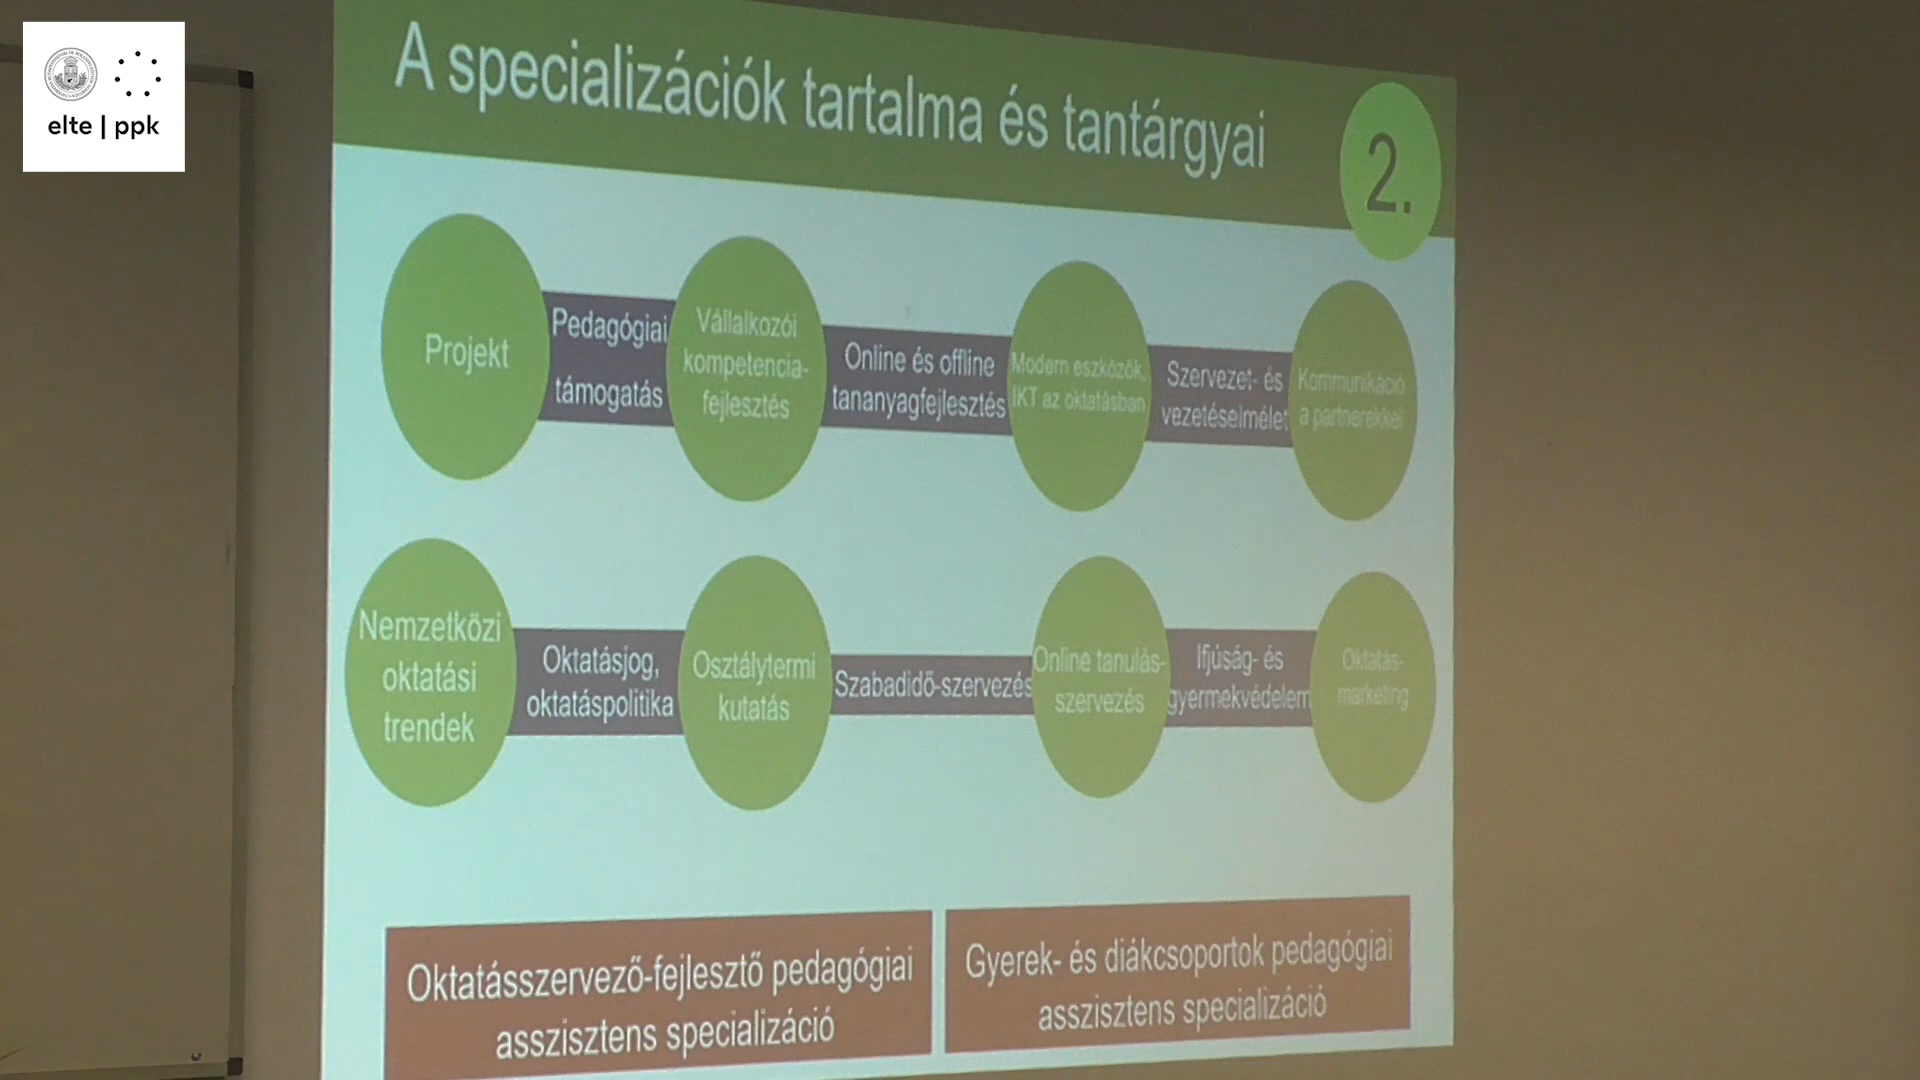 elte | ppk
A specializációk tartalma és tantárgyai
2.
Projekt
Pedagógiai
támogatás
Vállalkozói
kompetencia-
fejlesztés
Online és offline
tananyagfejlesztés
Modern eszközök,
IKT az oktatásban
Szervezet- és
vezetéselmélet
Kommunikáció
a partnerekkel
Nemzetközi
oktatási
trendek
Oktatásjog,
oktatáspolitika
Osztálytermi
kutatás
Szabadidő-szervezés
Online tanulás-
szervezés
Ifjúság- és
gyermekvédelem
Oktatás-
marketing
Oktatásszervező-fejlesztő pedagógiai
asszisztens specializáció
Gyerek- és diákcsoportok pedagógiai
asszisztens specializáció